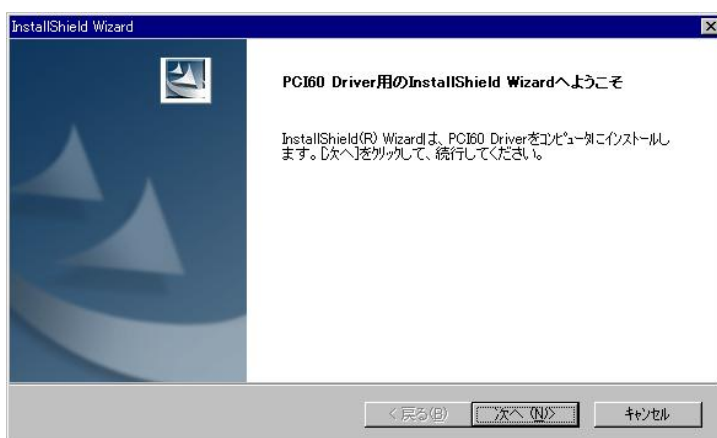 InstallShield Wizard
PCI60 Driver用のInstallShield Wizardへようこそ
InstallShield(R) Wizardは、PCI60 Driverをコンピュータにインストールし
ます。[次へ]をクリックして、続行してください。
< 戻る(B)
次へ (N)>
キャンセル